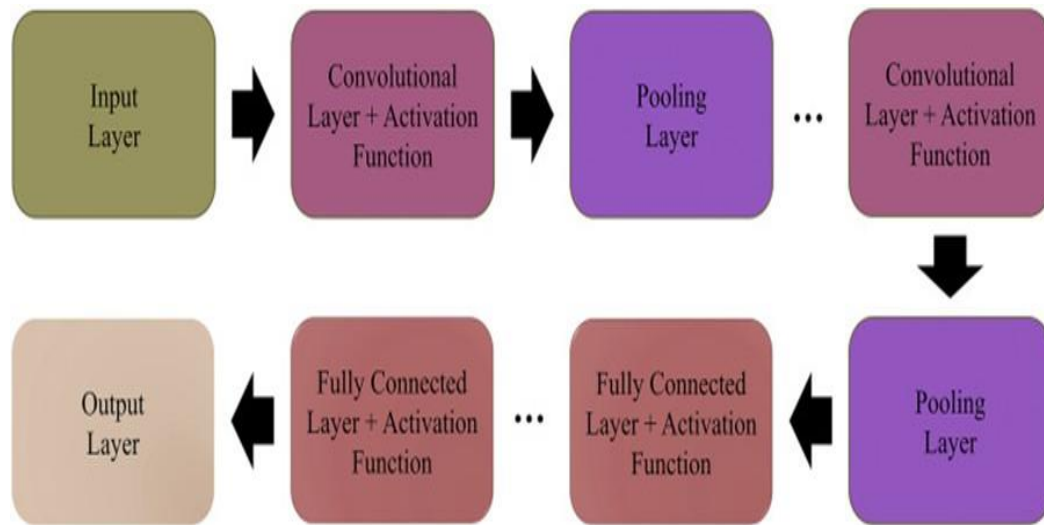 Input
Layer
Convolutional
Layer + Activation
Function
Pooling
Layer
...
Convolutional
Layer + Activation
Function
Output
Layer
Fully Connected
Layer + Activation
Function
...
Fully Connected
Layer + Activation
Function
Pooling
Layer